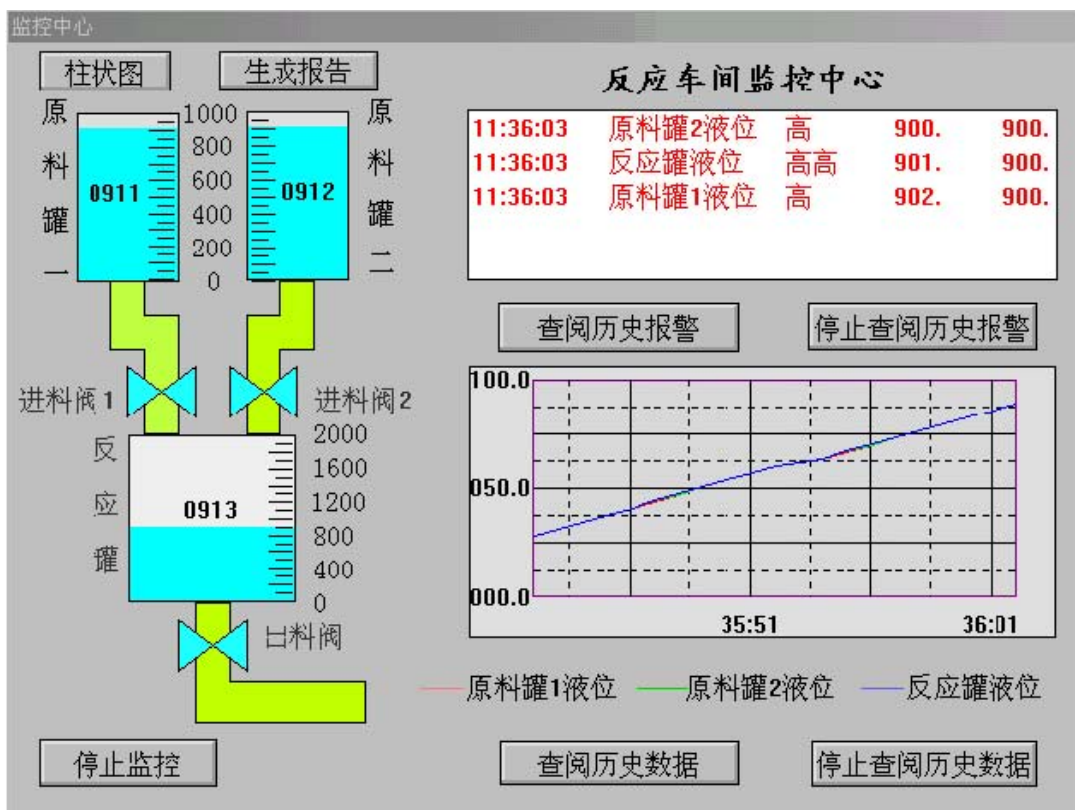 监控中心
柱状图
生成报告
原料罐一
1000
800
600
400
200
0
0911
0912
原料罐二
进料阀1
进料阀2
反应罐
2000
1600
1200
800
400
0
0913
出料阀
停止监控
反应车间监控中心
11:36:03 原料罐2液位 高 900. 900.
11:36:03 反应罐液位 高高 901. 900.
11:36:03 原料罐1液位 高 902. 900.
查阅历史报警
停止查阅历史报警
100.0
050.0
000.0
35:51
36:01
原料罐1液位
原料罐2液位
反应罐液位
查阅历史数据
停止查阅历史数据